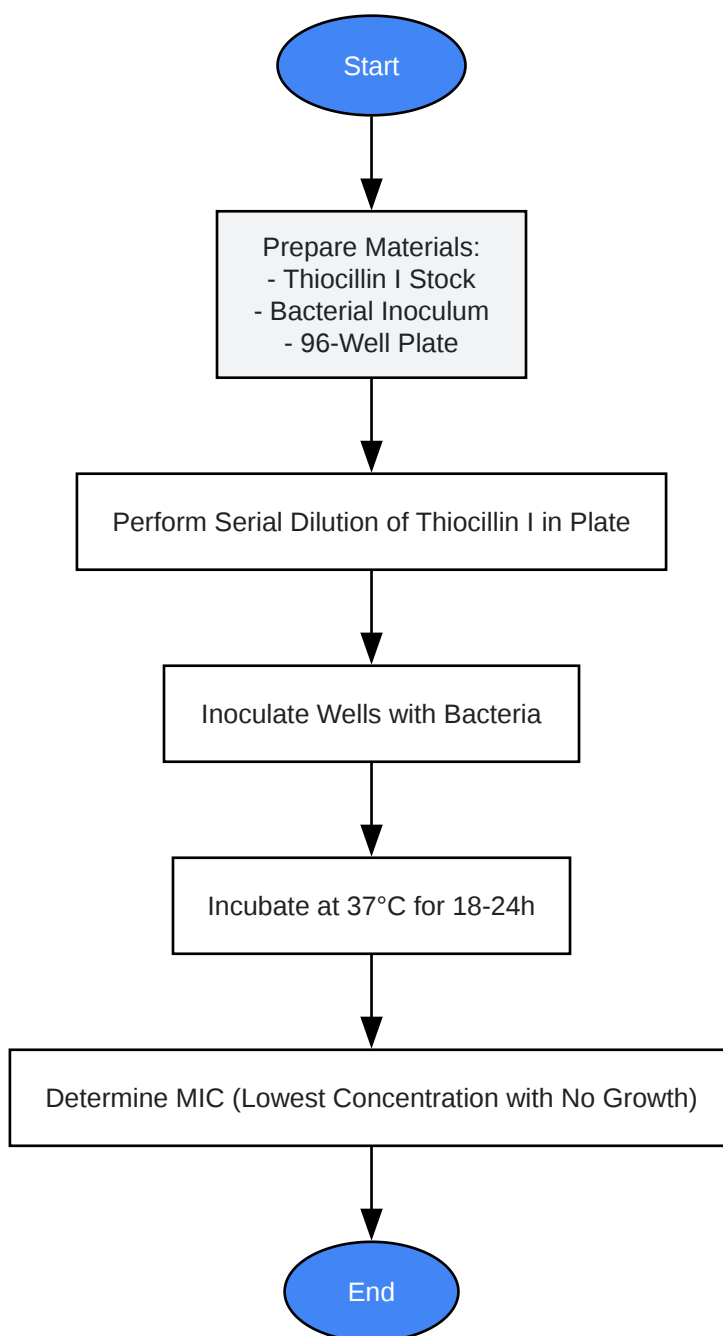 Start
Prepare Materials:
- Thiocillin I Stock
- Bacterial Inoculum
- 96-Well Plate
Perform Serial Dilution of Thiocillin I in Plate
Inoculate Wells with Bacteria
Incubate at 37°C for 18-24h
Determine MIC (Lowest Concentration with No Growth)
End